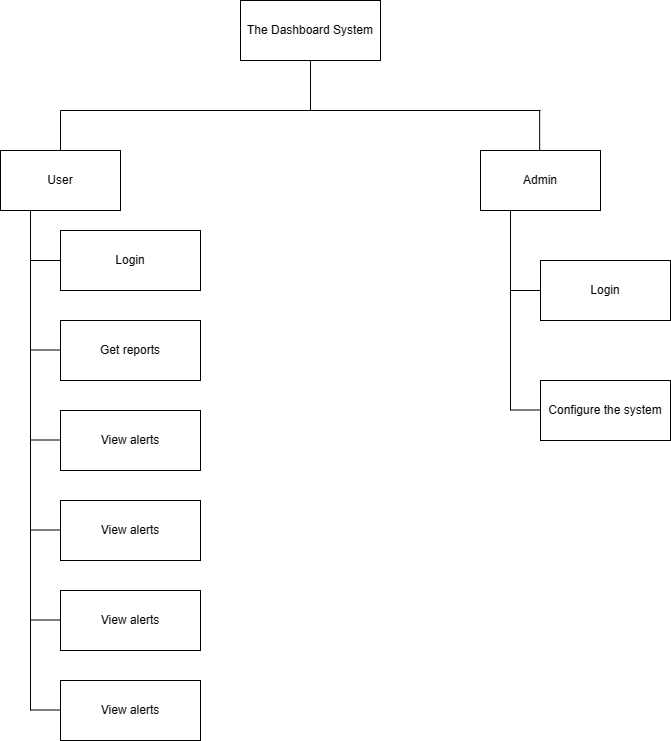 The Dashboard System
User
Admin
Login
Get reports
View alerts
View alerts
View alerts
View alerts
Login
Configure the system